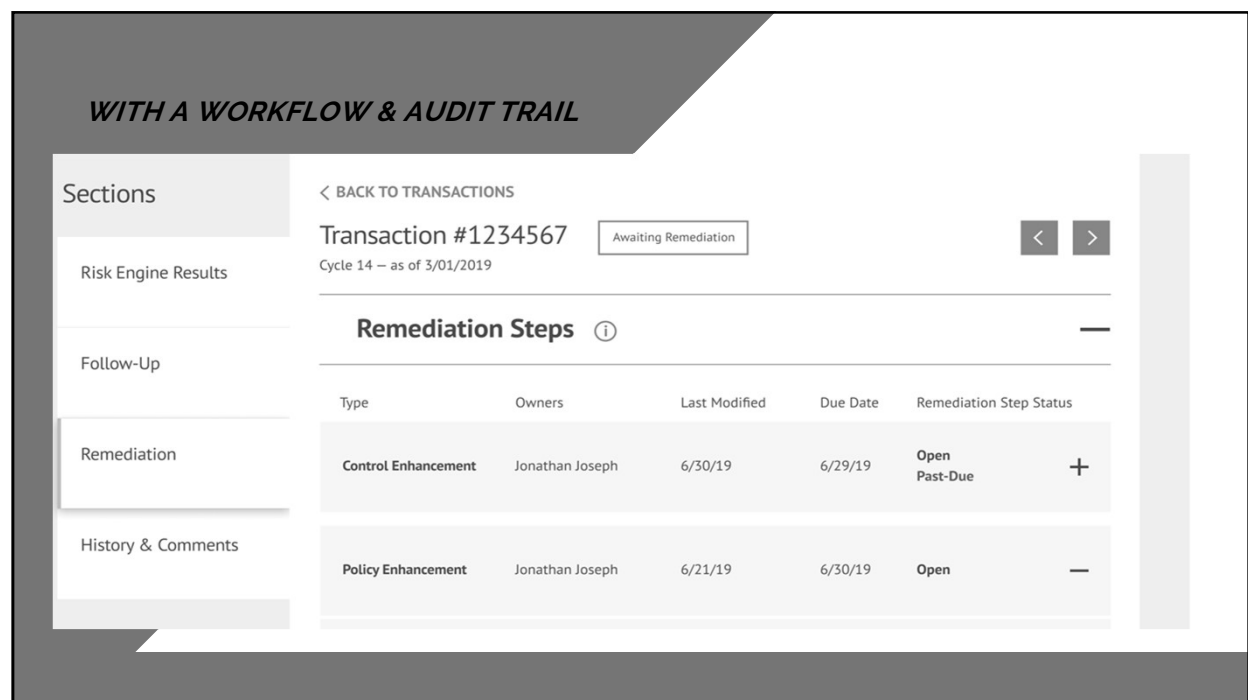 WITH A WORKFLOW & AUDIT TRAIL
Sections
Risk Engine Results
Follow-Up
Remediation
History & Comments
< BACK TO TRANSACTIONS
Transaction #1234567
Awaiting Remediation
Cycle 14 – as of 3/01/2019
Remediation Steps
Type Owners Last Modified Due Date Remediation Step Status
Control Enhancement Jonathan Joseph 6/30/19 6/29/19 Open
Past-Due
Policy Enhancement Jonathan Joseph 6/21/19 6/30/19 Open